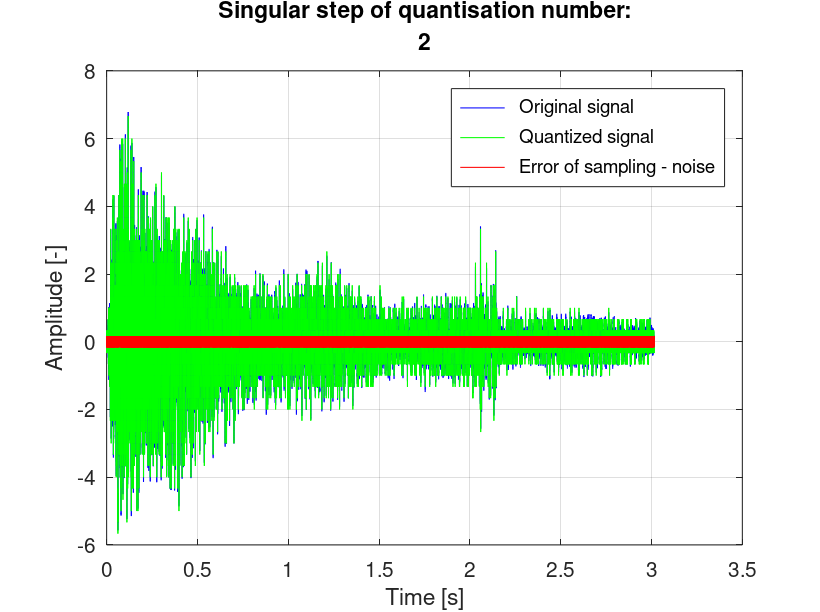 Singular step of quantisation number:
2
Original signal
Quantized signal
Error of sampling - noise
Amplitude [-]
8
6
4
2
0
-2
-4
-6
0 0.5 1 1.5 2 2.5 3 3.5
Time [s]